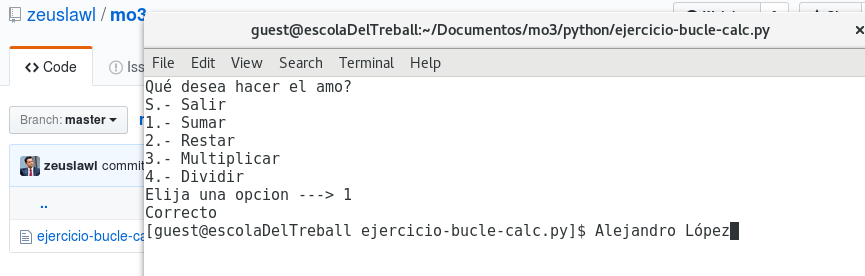 zeuslawl / mo3
guest@escolaDelTreball:~/Documentos/mo3/python/ejercicio-bucle-calc.py
×
<> Code
Iss
File Edit View Search Terminal Help
Qué desea hacer el amo?
S.- Salir
1.- Sumar
2.- Restar
3.- Multiplicar
4.- Dividir
Elija una opcion ---> 1
Correcto
[guest@escolaDelTreball ejercicio-bucle-calc.py]$ Alejandro López
Branch: master
zeuslawl commit
..
ejercicio-bucle-ca